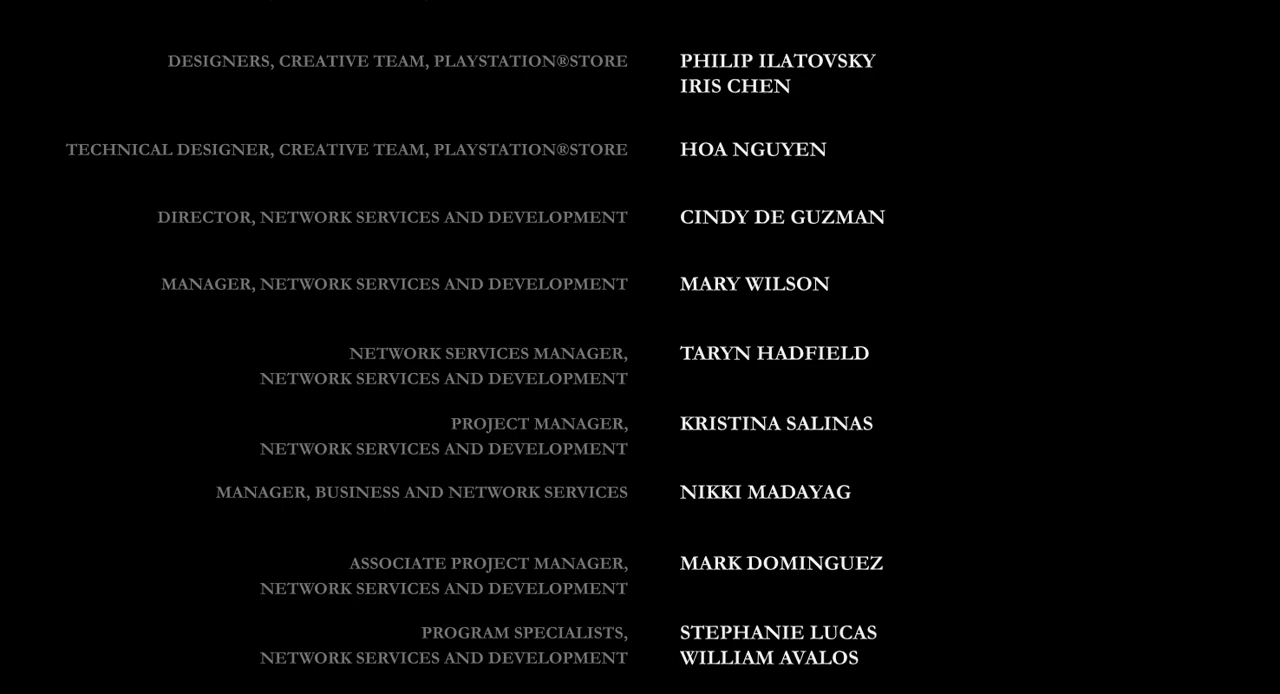 DESIGNERS, CREATIVE TEAM, PLAYSTATION®STORE PHILIP ILATOVSKY
IRIS CHEN
TECHNICAL DESIGNER, CREATIVE TEAM, PLAYSTATION®STORE HOA NGUYEN
DIRECTOR, NETWORK SERVICES AND DEVELOPMENT CINDY DE GUZMAN
MANAGER, NETWORK SERVICES AND DEVELOPMENT MARY WILSON
NETWORK SERVICES MANAGER, TARYN HADFIELD
NETWORK SERVICES AND DEVELOPMENT
PROJECT MANAGER, KRISTINA SALINAS
NETWORK SERVICES AND DEVELOPMENT
MANAGER, BUSINESS AND NETWORK SERVICES NIKKI MADAYAG
ASSOCIATE PROJECT MANAGER, MARK DOMINGUEZ
NETWORK SERVICES AND DEVELOPMENT
PROGRAM SPECIALISTS, STEPHANIE LUCAS
NETWORK SERVICES AND DEVELOPMENT WILLIAM AVALOS